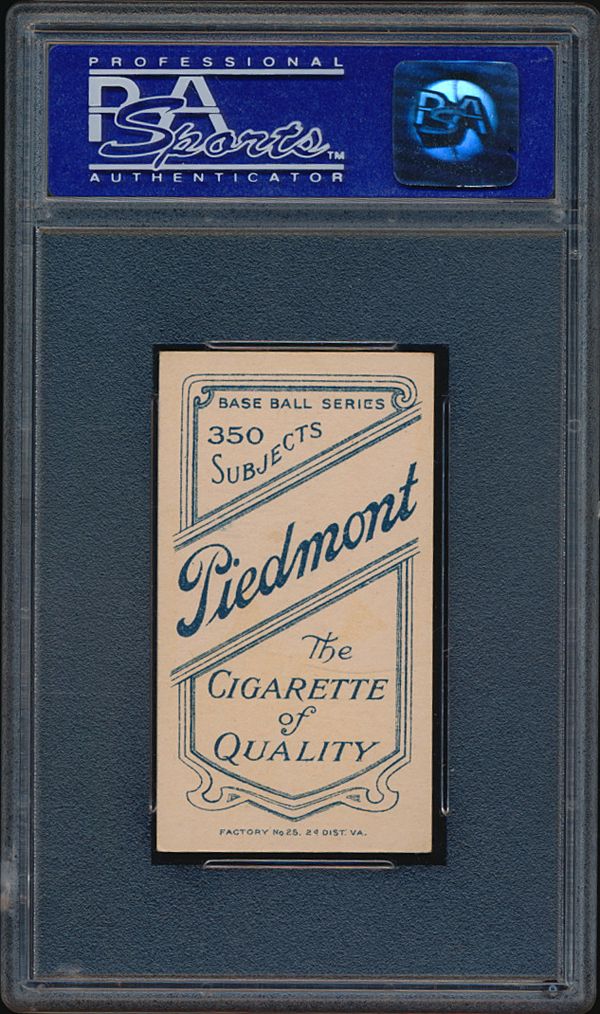 PROFESSIONAL
PSA
Sports™
AUTHENTICATOR
PSA
BASE BALL SERIES
350
SUBJECTS
Piedmont
The
CIGARETTE
of
QUALITY
FACTORY No 25. 2d DIST. VA.